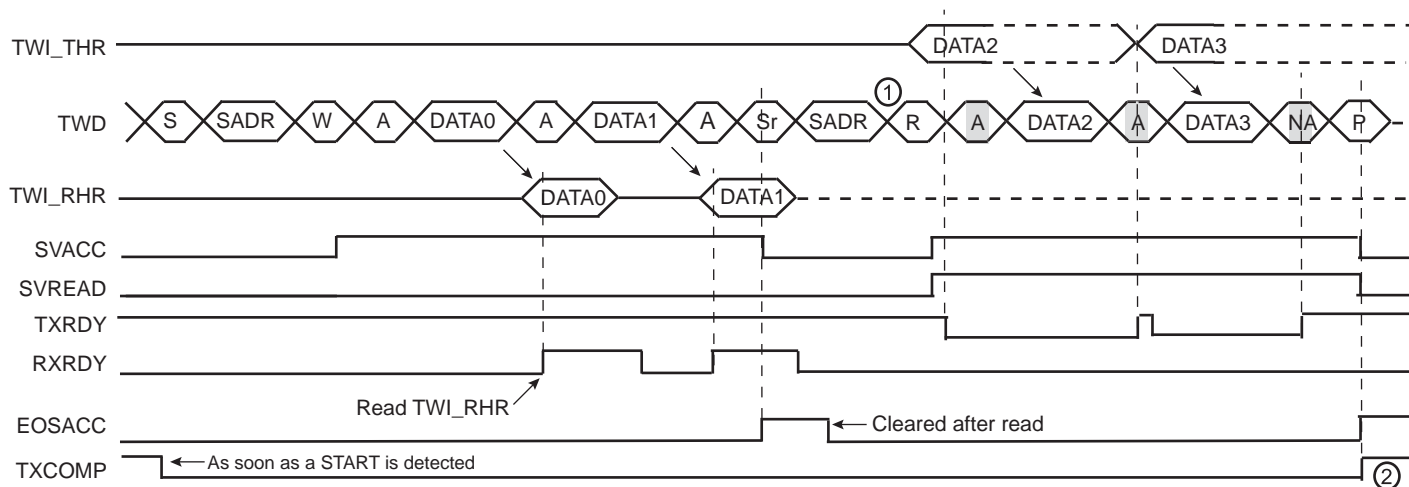 TWI_THR DATA2 DATA3
①
TWD S SADR W A DATA0 A DATA1 A Sr SADR R A DATA2 A DATA3 NA P
TWI_RHR DATA0 DATA1
SVACC
SVREAD
TXRDY
RXRDY
Read TWI_RHR
EOSACC Cleared after read
TXCOMP As soon as a START is detected ②